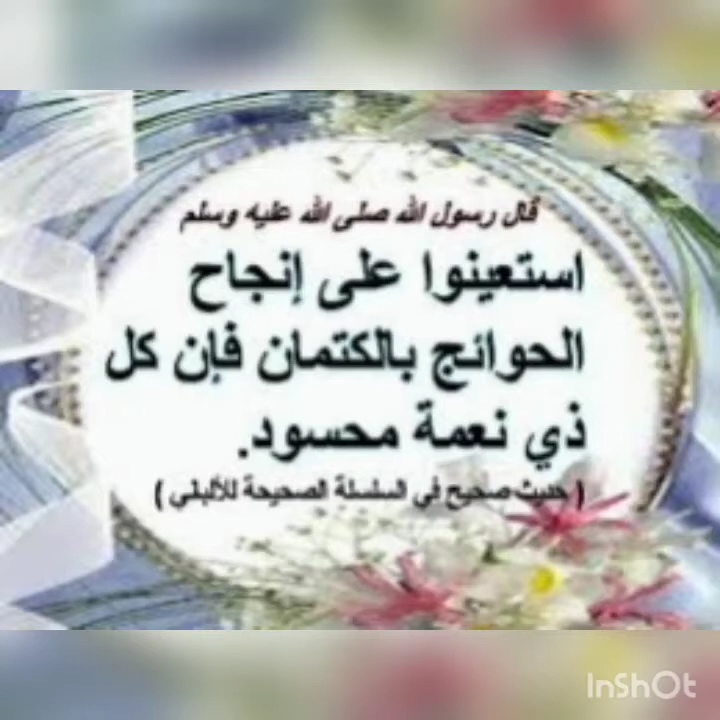 قال رسول الله صلى الله عليه وسلم
استعينوا على إنجاح
الحوائج بالكتمان فإن كل
ذي نعمة محسود.
( حديث صحيح في السلسلة الصحيحة للألباني )
InShOt